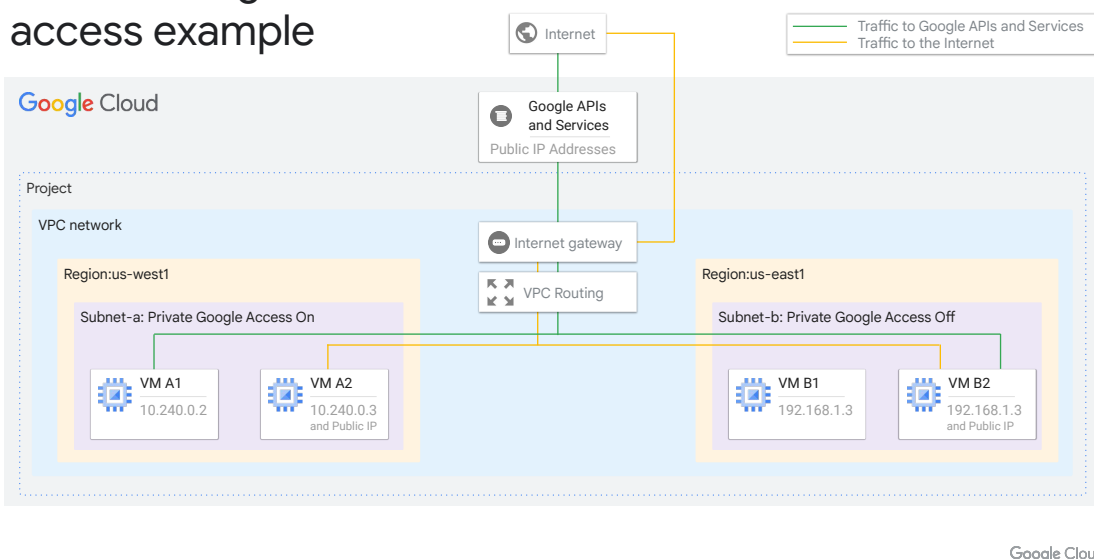 access example
Internet
Traffic to Google APIs and Services
Traffic to the Internet
Google Cloud
Google APIs
and Services
Public IP Addresses
Project
VPC network
Internet gateway
Region:us-west1
Region:us-east1
VPC Routing
Subnet-a: Private Google Access On
Subnet-b: Private Google Access Off
VM A1
10.240.0.2
VM A2
10.240.0.3
and Public IP
VM B1
192.168.1.3
VM B2
192.168.1.3
and Public IP